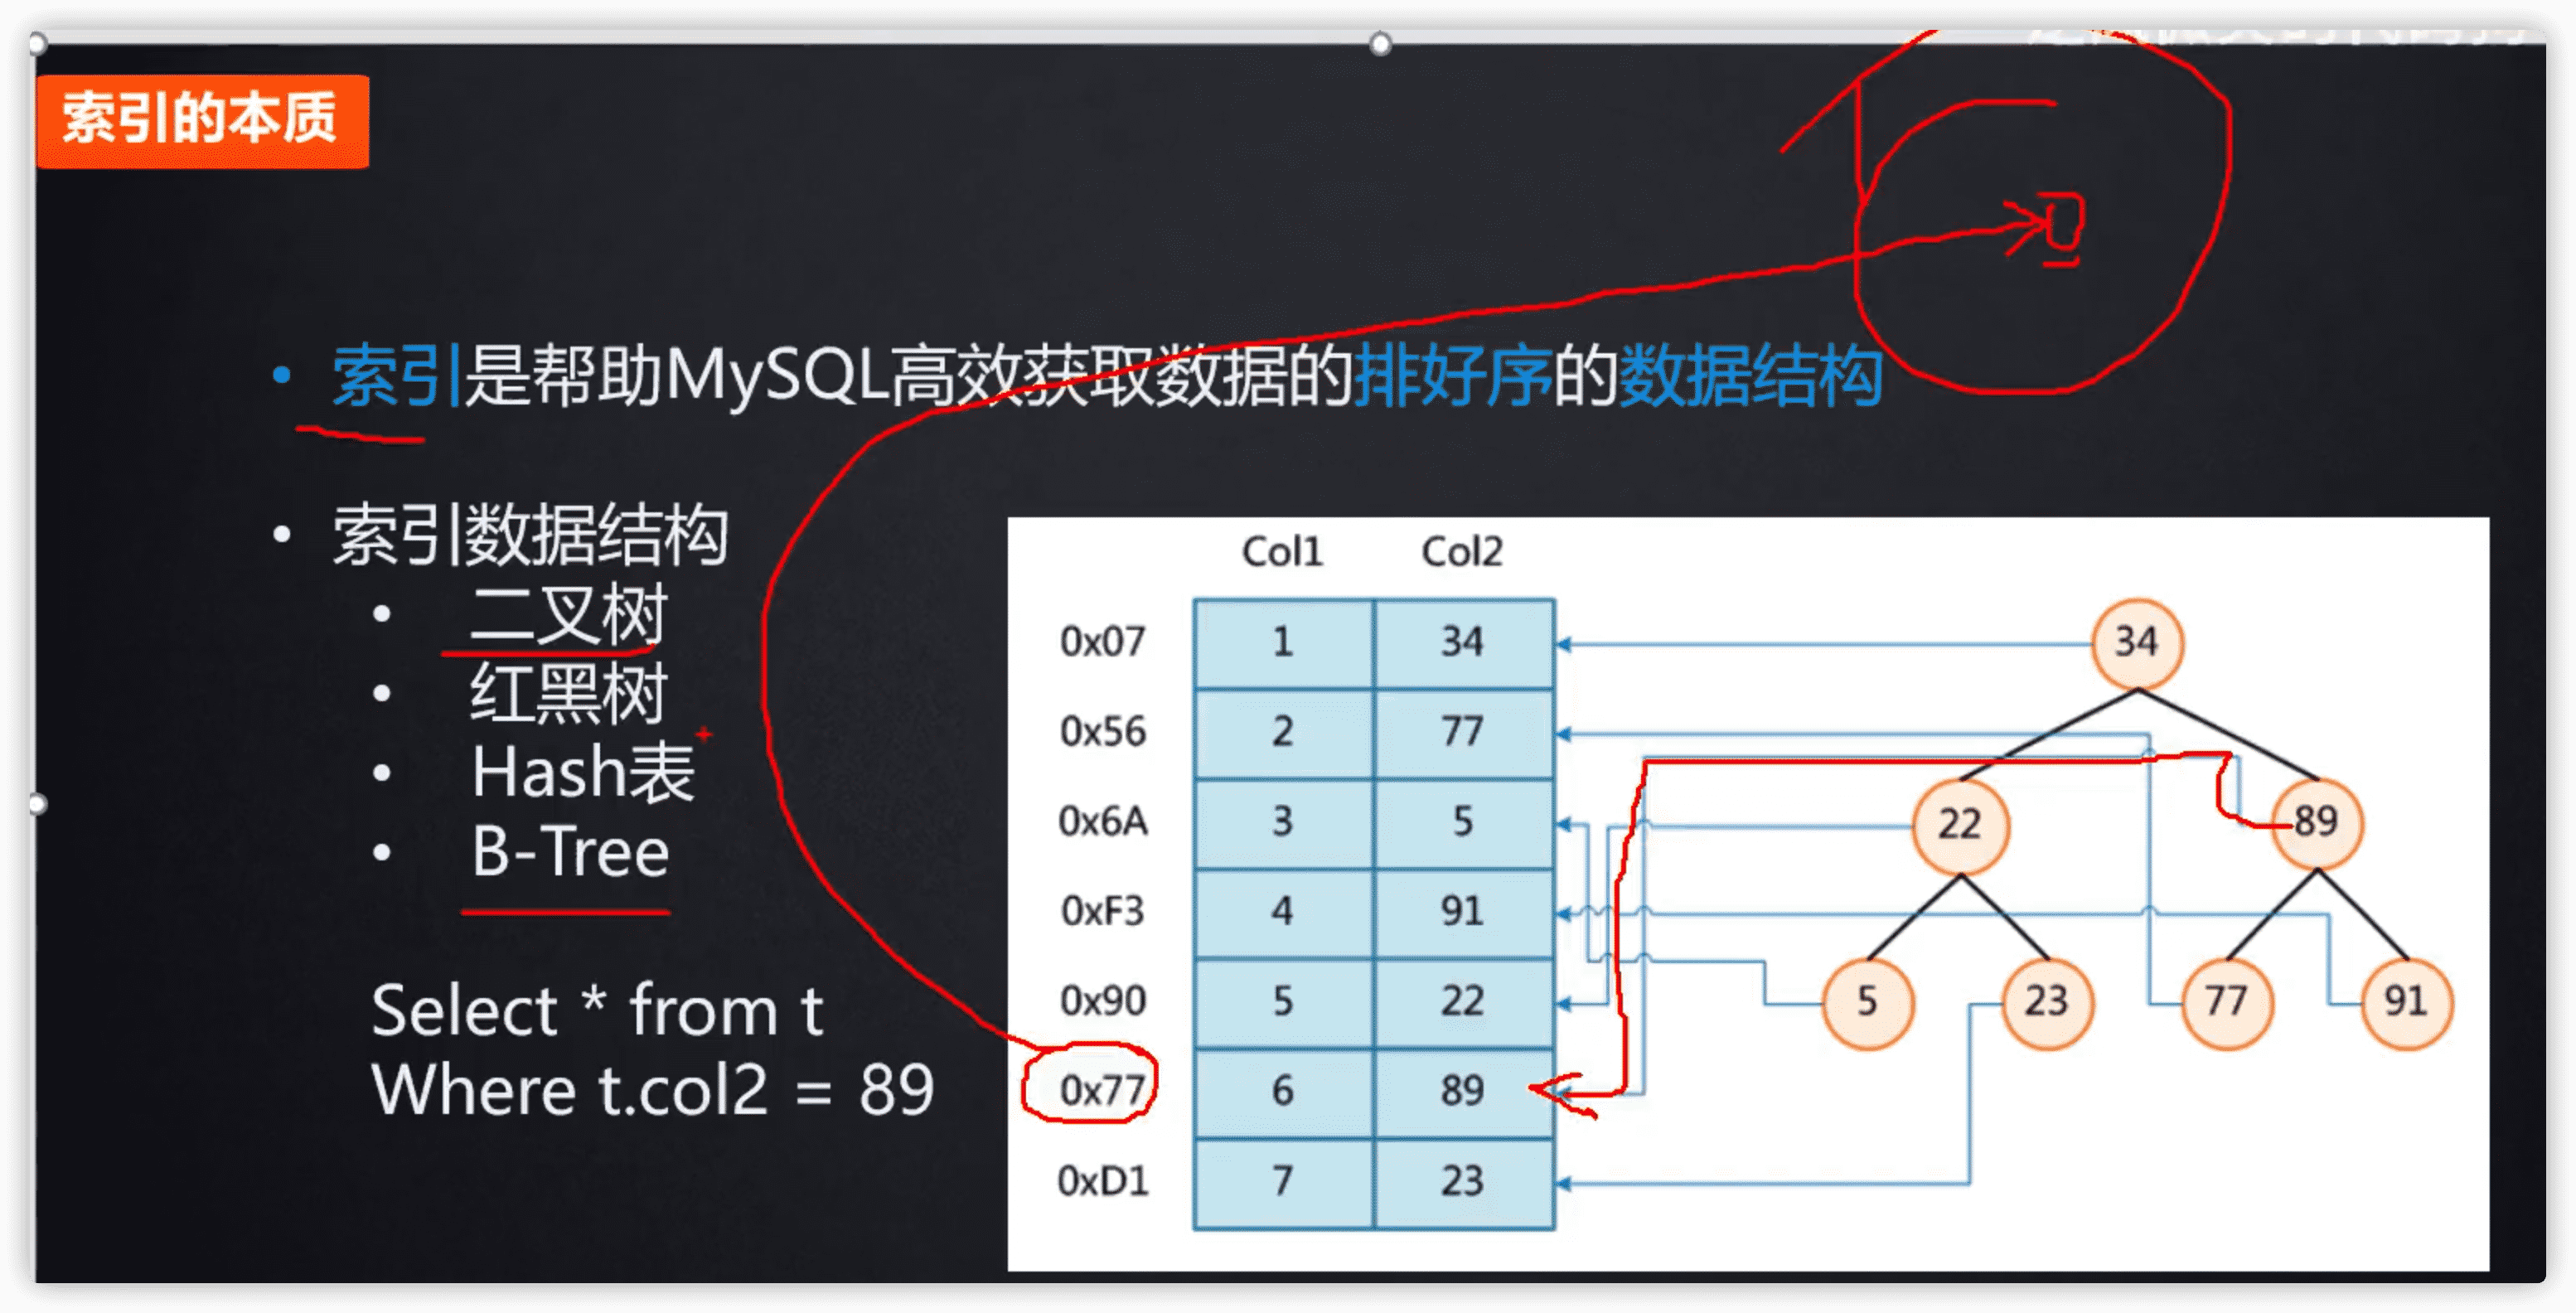 索引的本质
索引是帮助MySQL高效获取数据的排好序的数据结构
索引数据结构
二叉树
红黑树
Hash表
B-Tree
Select * from t
Where t.col2 = 89
Col1 Col2
0x07 1 34
0x56 2 77
0x6A 3 5
0xF3 4 91
0x90 5 22
0x77 6 89
0xD1 7 23
34
22 89
5 23 77 91